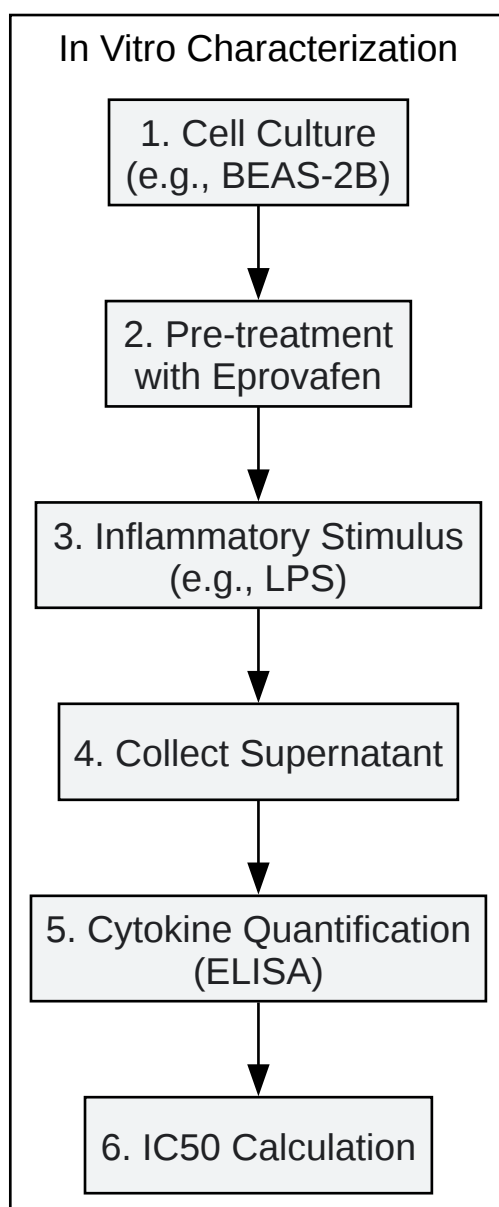 In Vitro Characterization
1. Cell Culture
(e.g., BEAS-2B)
2. Pre-treatment
with Eprovafen
3. Inflammatory Stimulus
(e.g., LPS)
4. Collect Supernatant
5. Cytokine Quantification
(ELISA)
6. IC50 Calculation